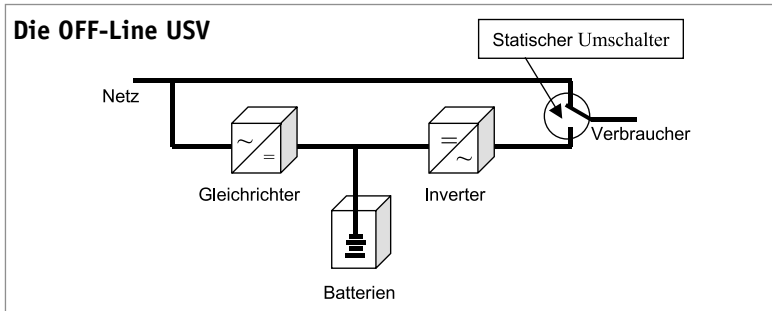 Die OFF-Line USV
Statischer Umschalter
Netz
Verbraucher
~
=
=
~
Gleichrichter
Inverter
Batterien